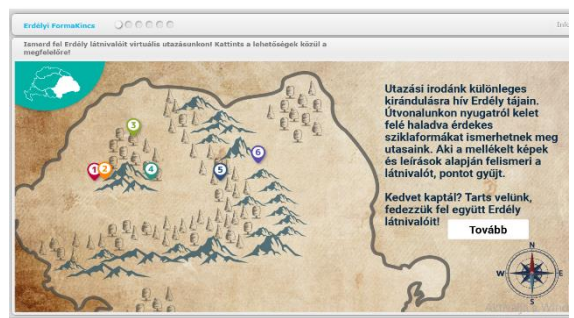 Erdélyi FormaKincs
Ismerd fel Erdély látnivalóit virtuális utazásunkon! Kattints a lehetőségek közül a
megfelelőre!
Utazási irodánk különleges
kirándulásra hív Erdély tájain.
Útvonalunkon nyugatról kelet
felé haladva érdekes
sziklaformákat ismerhetnek meg
utasaink. Aki a mellékelt képek
és leírások alapján felismeri a
látnivalót, pontot gyűjt.
Kedvet kaptál? Tarts velünk,
fedezzük fel együtt Erdély
látnivalóit!
Tovább
3
6
1
2
4
5
N
W
E
S